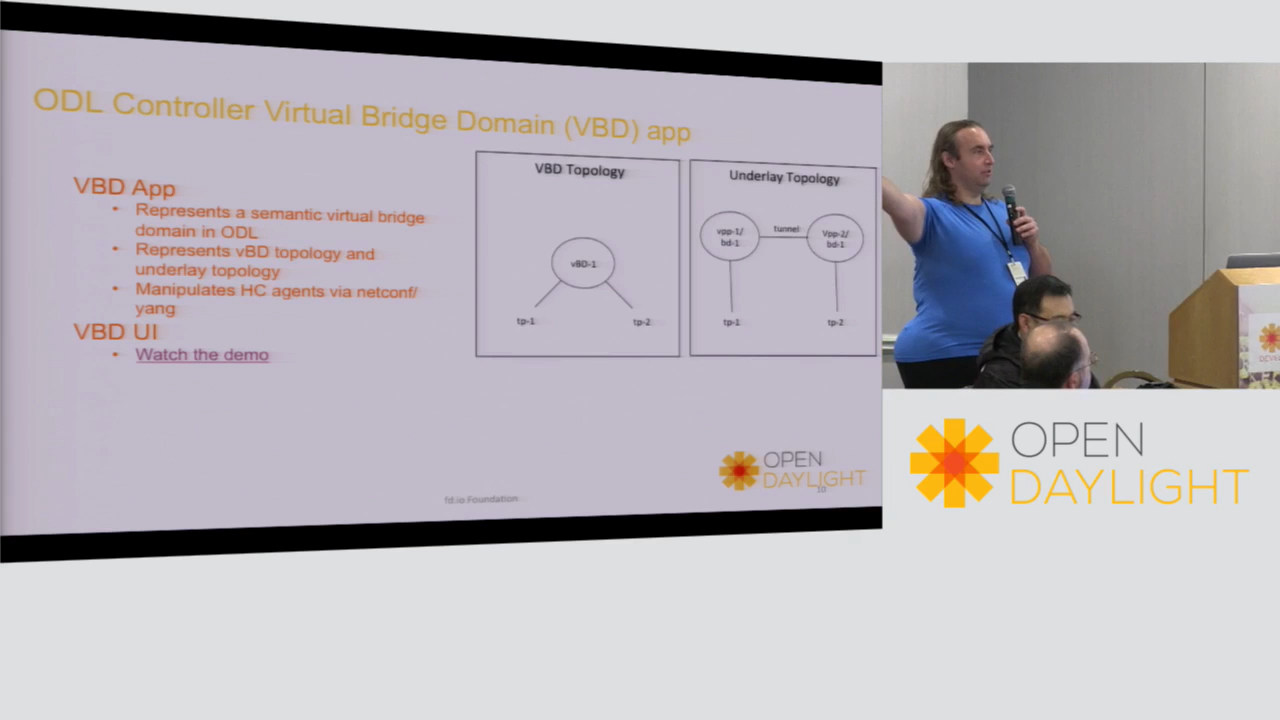 ODL Controller Virtual Bridge Domain (VBD) app
VBD App
• Represents a semantic virtual bridge
domain in ODL
• Represents vBD topology and
underlay topology
• Manipulates HC agents via netconf/
yang
VBD UI
• Watch the demo
VBD Topology
vBD-1
tp-1
tp-2
Underlay Topology
vpp-1/
bd-1
tunnel
Vpp-2/
bd-1
tp-1
tp-2
fd.io Foundation
OPEN
DAYLIGHT
10
OPEN
DAYLIGHT